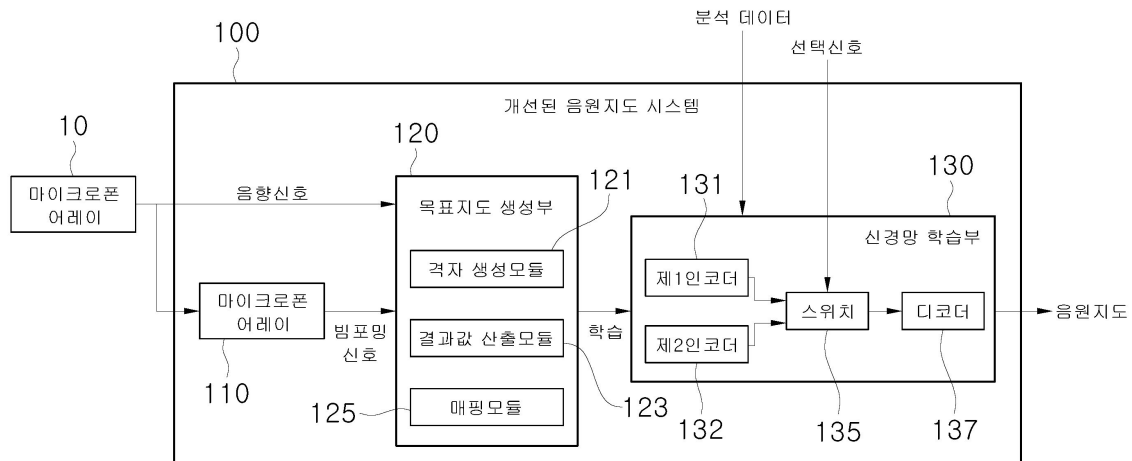 분석 데이터
선택신호
100
개선된 음원지도 시스템
10
마이크로폰
어레이
음향신호
120
목표지도 생성부
121
격자 생성모듈
결과값 산출모듈
123
매핑모듈
125
마이크로폰
어레이
110
빔포밍
신호
학습
130
신경망 학습부
131
제1인코더
제2인코더
132
스위치
135
디코더
137
음원지도